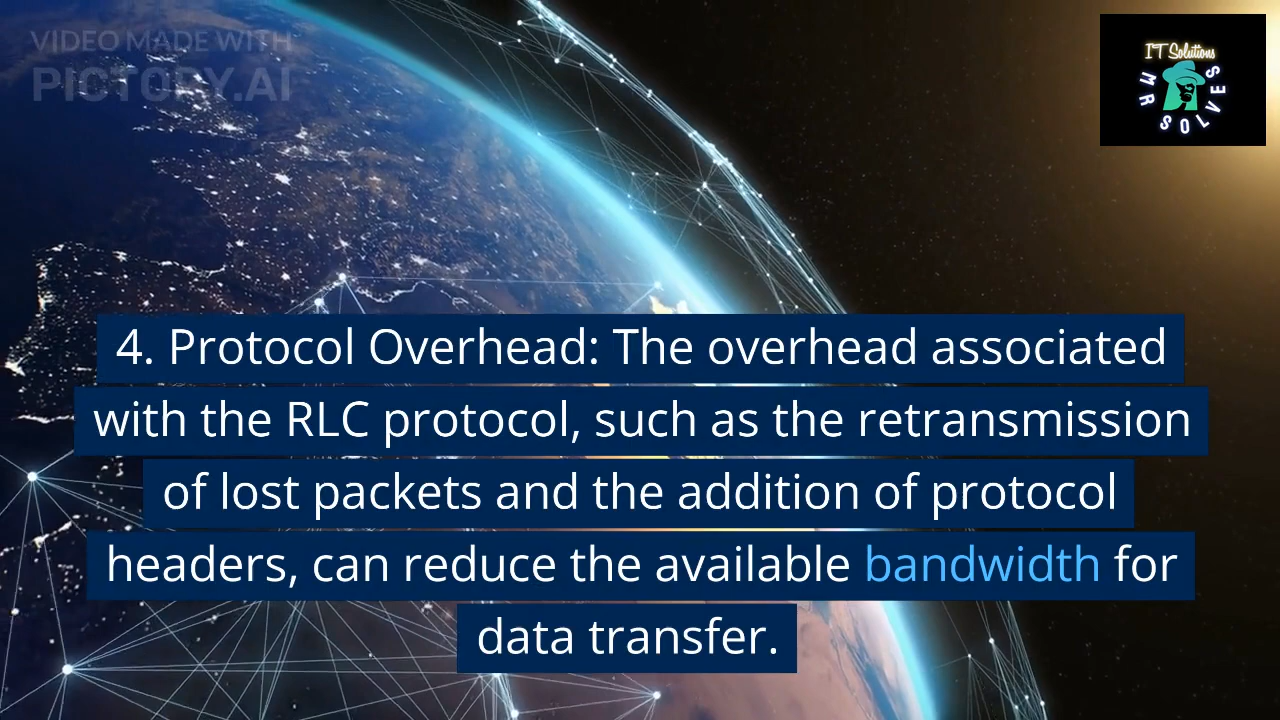 VIDEO MADE WITH
PICTORY.AI
IT Solutions
MR SOLVES
4. Protocol Overhead: The overhead associated
with the RLC protocol, such as the retransmission
of lost packets and the addition of protocol
headers, can reduce the available bandwidth for
data transfer.